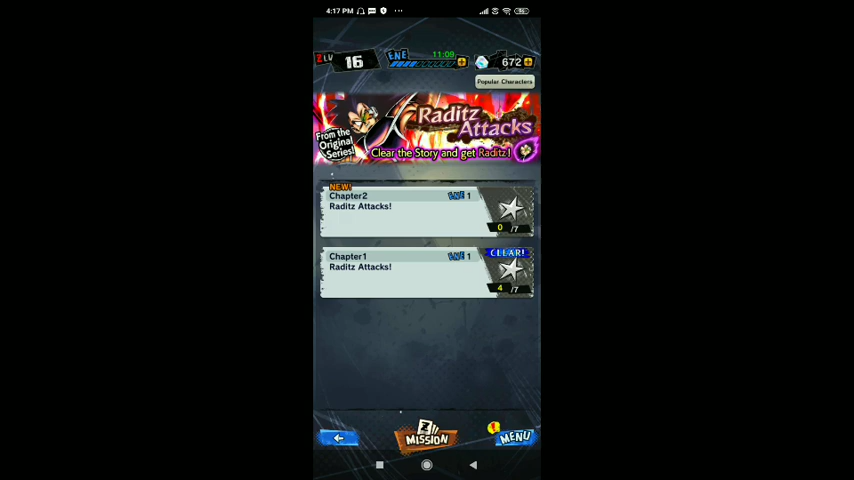 4:17 PM
ZLV 16
ENE
11:09
672
Popular Characters
Raditz
Attacks
From the
Original
Series!
Clear the Story and get Raditz!
NEW!
Chapter2
ENE 1
Raditz Attacks!
0 /7
CLEAR!
Chapter1
ENE 1
Raditz Attacks!
4 /7
MISSION
MENU